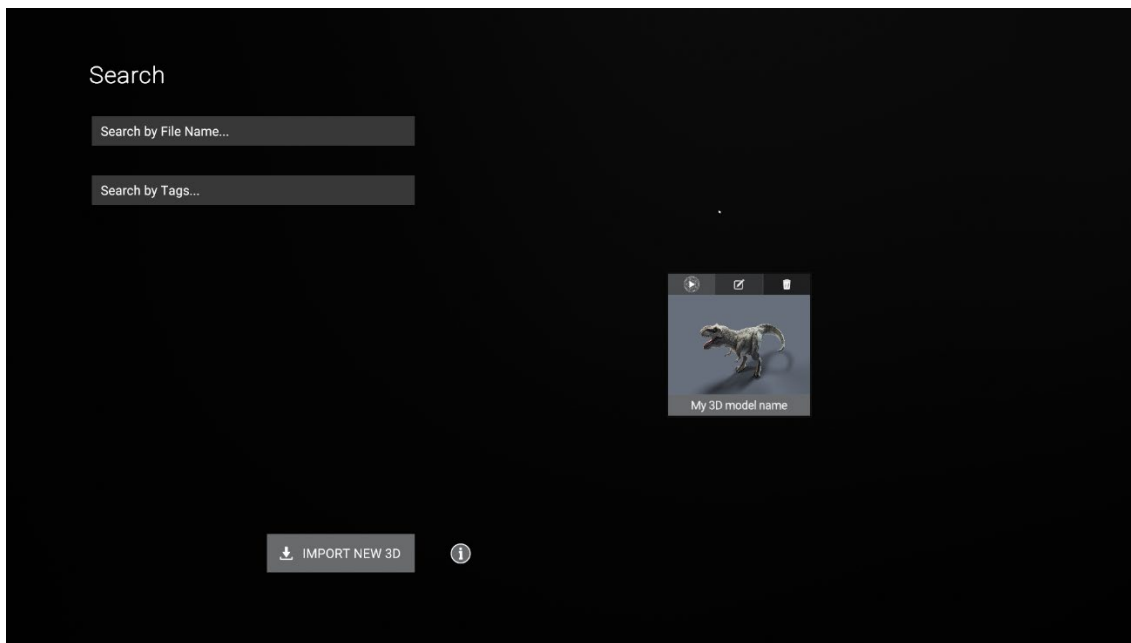 Search
Search by File Name...
Search by Tags...
My 3D model name
IMPORT NEW 3D